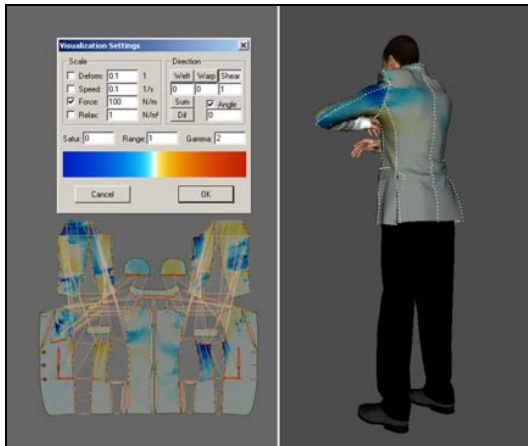 Visualization Settings
Scale
Direction
Deform: 0.1 1
Weft Warp Shear
Speed: 0.1 1/s
0 0 1
Force: 100 N/m
Sum Angle
Relax: 1 N/m²
Dif 0
Satur: 0 Range: 1 Gamma: 2
Cancel OK